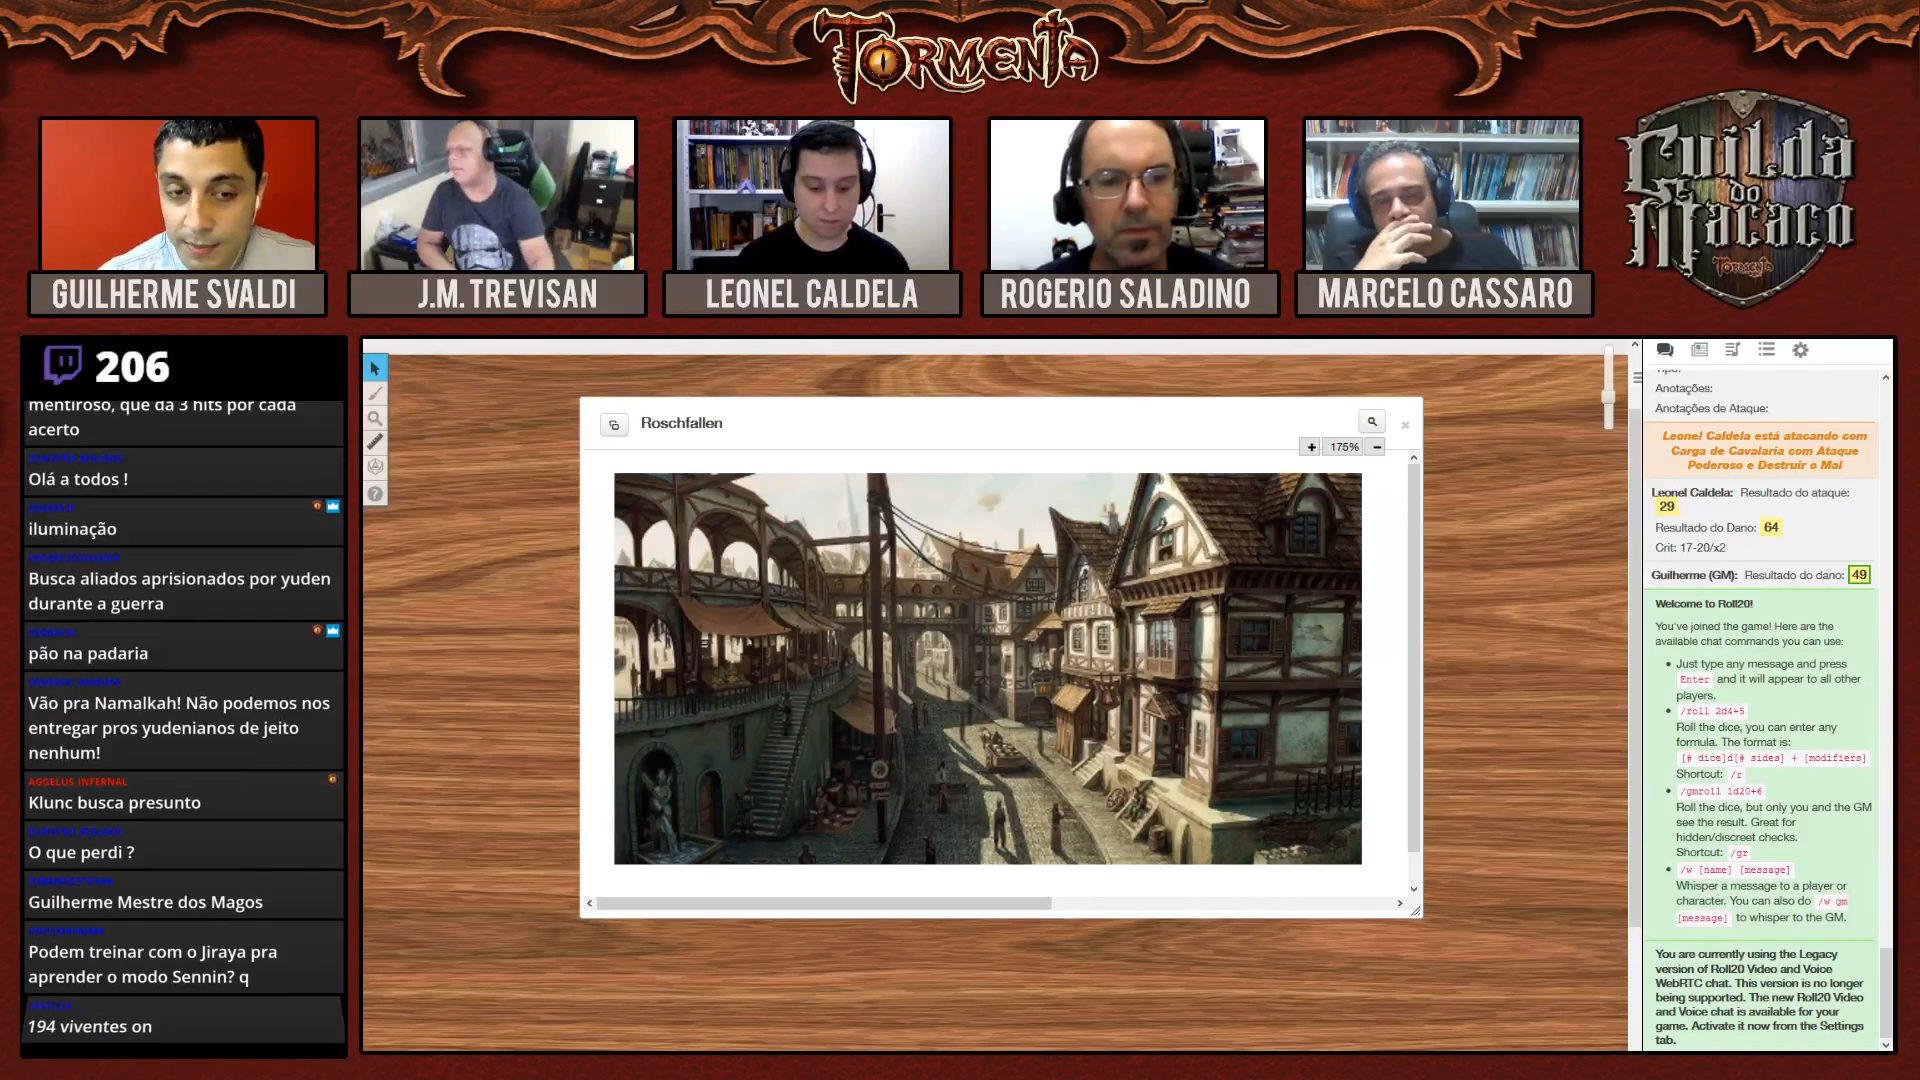 TORMENTA
Guilda
do
Macaco
TORMENTA
GUILHERME SVALDI
J.M. TREVISAN
LEONEL CALDELA
ROGERIO SALADINO
MARCELO CASSARO
206
mentiroso, que da 3 hits por cada
acerto
Olá a todos !
iluminação
Busca aliados aprisionados por yuden
durante a guerra
pão na padaria
Vão pra Namalkah! Não podemos nos
entregar pros yudenianos de jeito
nenhum!
AGGELUS_INFERNAL
Klunc busca presunto
O que perdi ?
Guilherme Mestre dos Magos
Podem treinar com o Jiraya pra
aprender o modo Sennin? q
194 viventes on
Roschfallen
+ 175% −
Tipo:
Anotações:
Anotações de Ataque:
Leonel Caldela está atacando com
Carga de Cavalaria com Ataque
Poderoso e Destruir o Mal
Leonel Caldela: Resultado do ataque:
29
Resultado do Dano: 64
Crit: 17-20/x2
Guilherme (GM): Resultado do dano: 49
Welcome to Roll20!
You've joined the game! Here are the
available chat commands you can use:
• Just type any message and press
Enter and it will appear to all other
players.
• /roll 2d4+5
Roll the dice, you can enter any
formula. The format is:
[# dice]d[# sides] + [modifiers]
Shortcut: /r
• /gmroll 1d20+6
Roll the dice, but only you and the GM
see the result. Great for
hidden/discreet checks.
Shortcut: /gr
• /w [name] [message]
Whisper a message to a player or
character. You can also do /w gm
[message] to whisper to the GM.
You are currently using the Legacy
version of Roll20 Video and Voice
WebRTC chat. This version is no longer
being supported. The new Roll20 Video
and Voice chat is available for your
game. Activate it now from the Settings
tab.